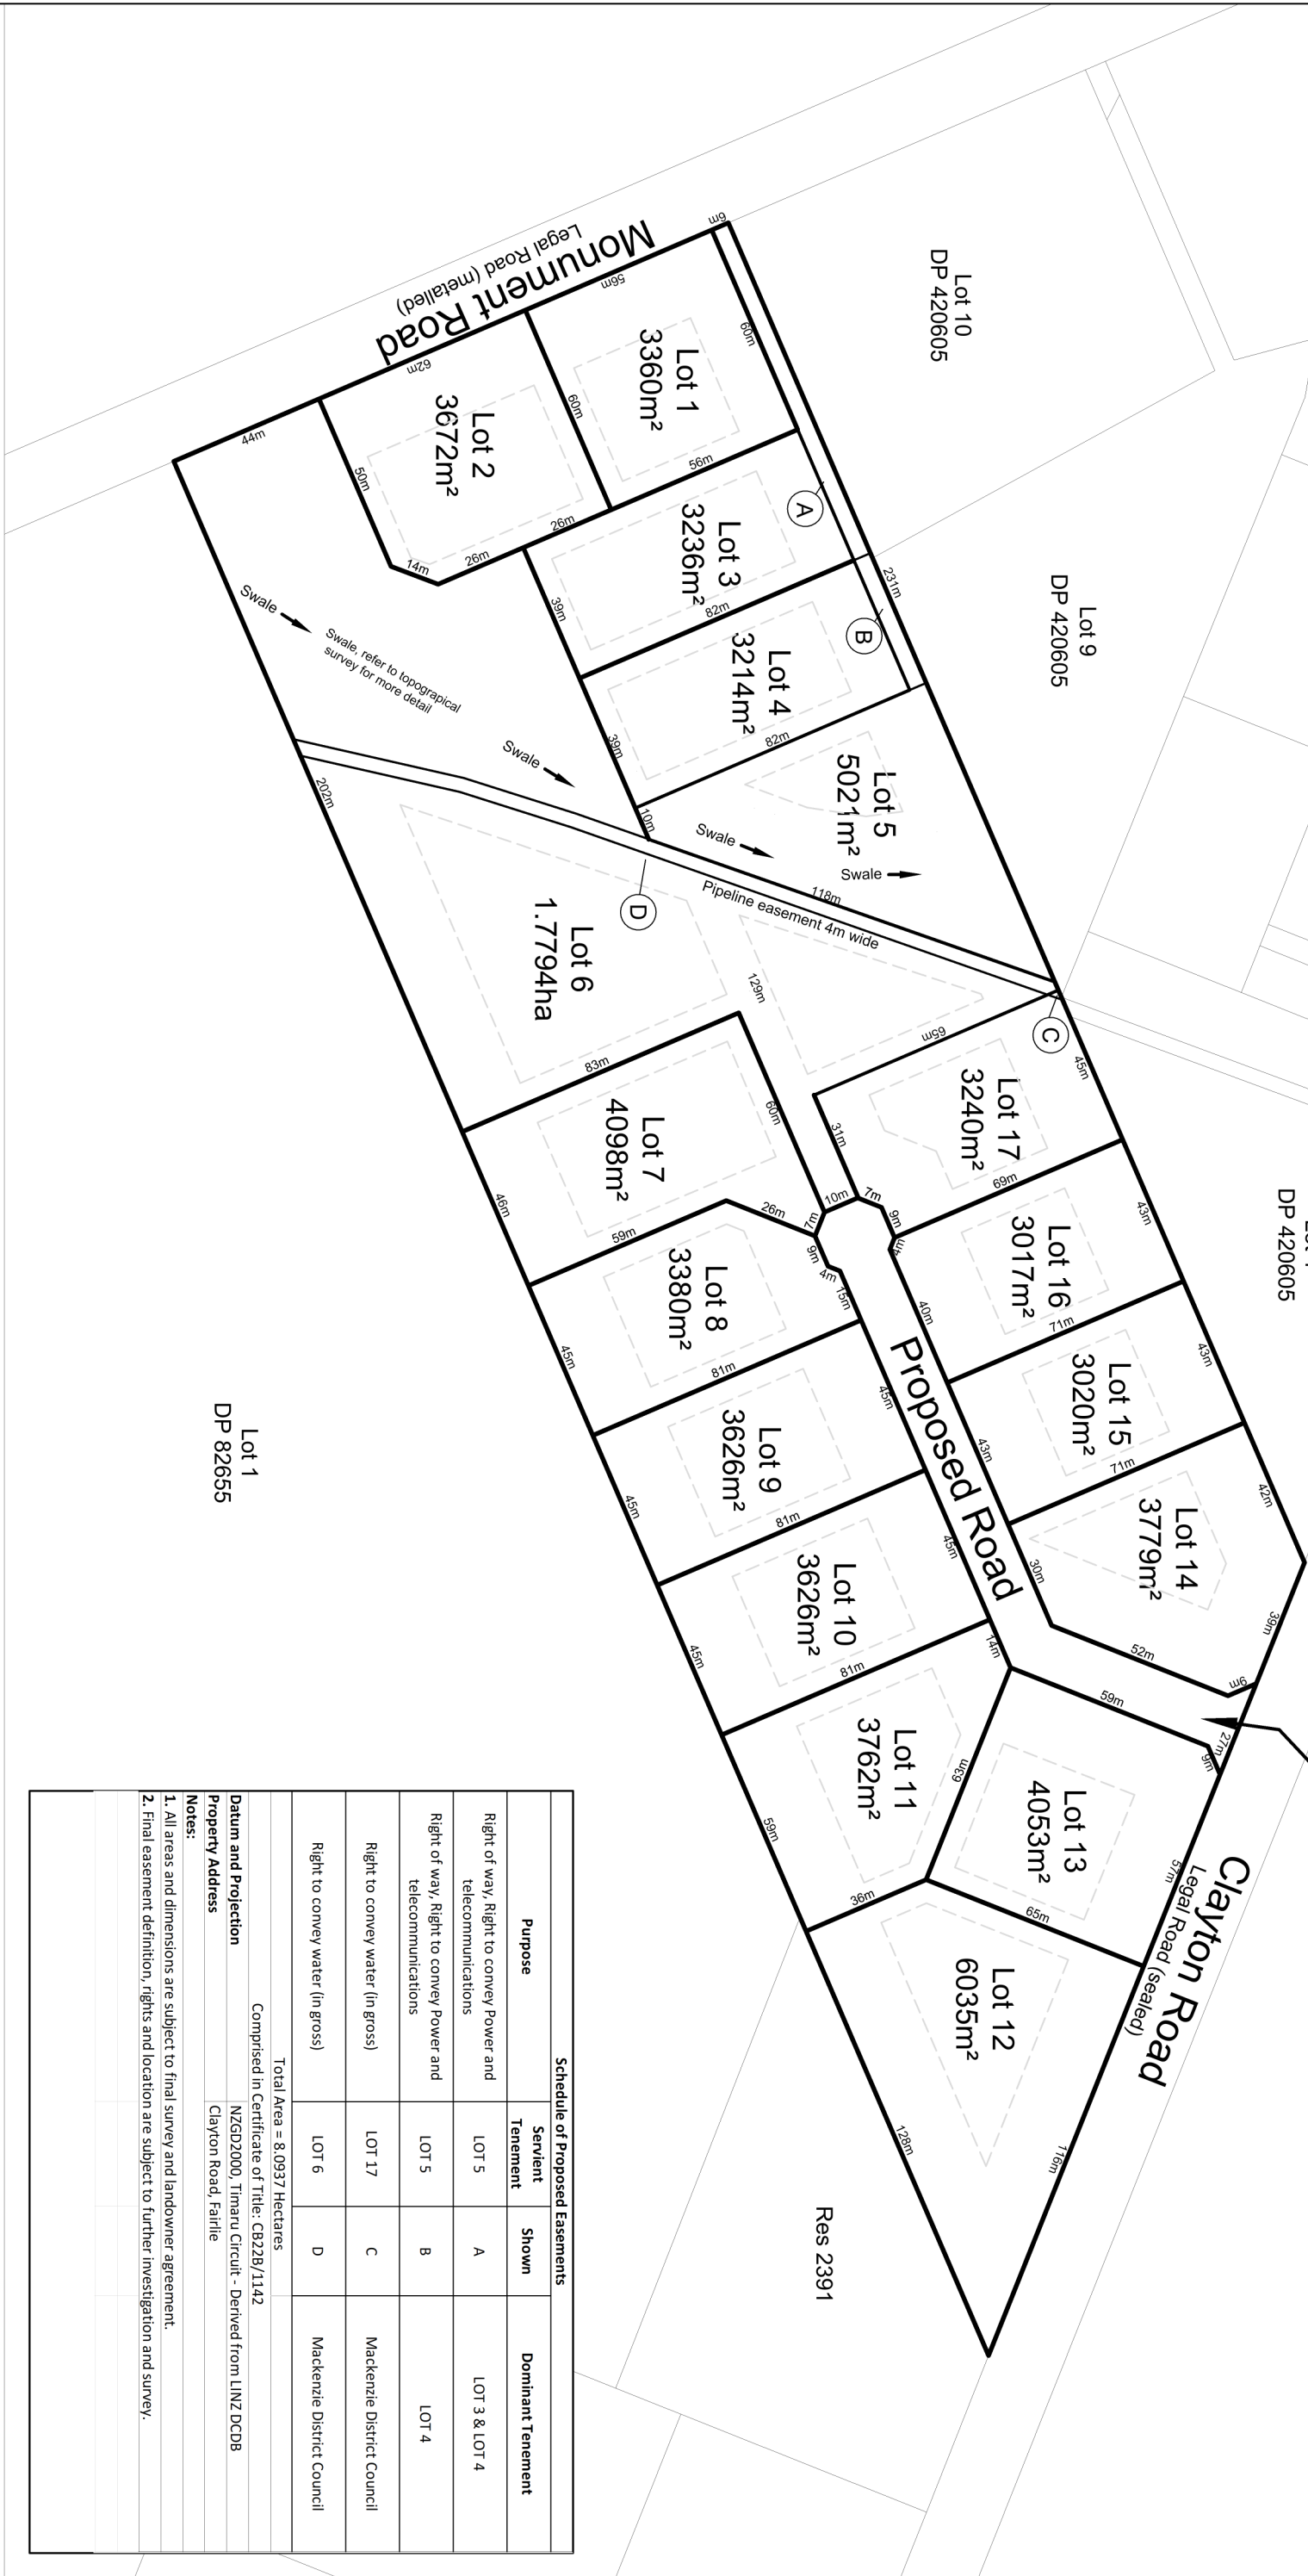 Lot 10
DP 420605
Lot 9
DP 420605
DP 420605
Monument Road
Legal Road (metalled)
6m
56m
62m
44m
Lot 1
3360m²
60m
60m
56m
Lot 2
3672m²
50m
14m
26m
26m
A
Lot 3
3236m²
39m
82m
231m
B
Lot 4
3214m²
39m
82m
10m
Lot 5
5021m²
Swale
Swale
118m
Pipeline easement 4m wide
Swale
Swale, refer to topograpical
survey for more detail
Swale
202m
D
C
Lot 6
1.7794ha
129m
65m
83m
60m
Lot 7
4098m²
46m
59m
26m
7m
10m
Lot 17
3240m²
45m
31m
7m
9m
4m
69m
Lot 16
3017m²
43m
40m
71m
Lot 8
3380m²
9m
4m
15m
45m
81m
Lot 15
3020m²
43m
43m
71m
Proposed Road
Lot 9
3626m²
45m
45m
81m
Lot 14
3779m²
42m
39m
30m
52m
9m
Lot 10
3626m²
45m
45m
81m
14m
59m
27m
9m
Lot 11
3762m²
63m
59m
36m
Lot 13
4053m²
57m
65m
Clayton Road
Legal Road (sealed)
Lot 12
6035m²
128m
116m
Lot 1
DP 82655
Res 2391
Schedule of Proposed Easements
Purpose
Servient
Tenement
Shown
Dominant Tenement
Right of way, Right to convey Power and
telecommunications
LOT 5
A
LOT 3 & LOT 4
Right of way, Right to convey Power and
telecommunications
LOT 5
B
LOT 4
Right to convey water (in gross)
LOT 17
C
Mackenzie District Council
Right to convey water (in gross)
LOT 6
D
Mackenzie District Council
Total Area = 8.0937 Hectares
Comprised in Certificate of Title: CB22B/1142
Datum and Projection
NZGD2000, Timaru Circuit - Derived from LINZ DCDB
Property Address
Clayton Road, Fairlie
Notes:
1. All areas and dimensions are subject to final survey and landowner agreement.
2. Final easement definition, rights and location are subject to further investigation and survey.